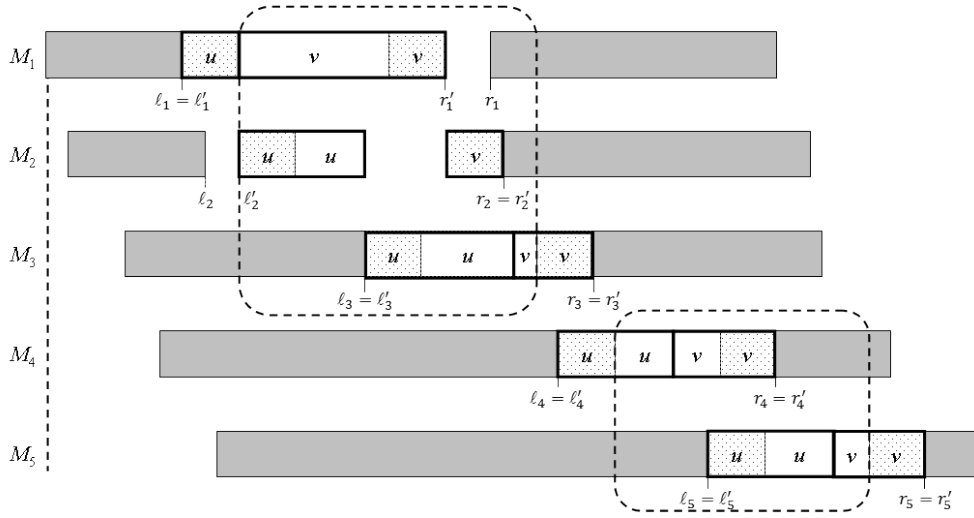 M₁ u v v
ℓ₁ = ℓ′₁ r′₁ r₁
M₂ u u v
ℓ₂ ℓ′₂ r₂ = r′₂
M₃ u u v v
ℓ₃ = ℓ′₃ r₃ = r′₃
M₄ u u v v
ℓ₄ = ℓ′₄ r₄ = r′₄
M₅ u u v v
ℓ₅ = ℓ′₅ r₅ = r′₅